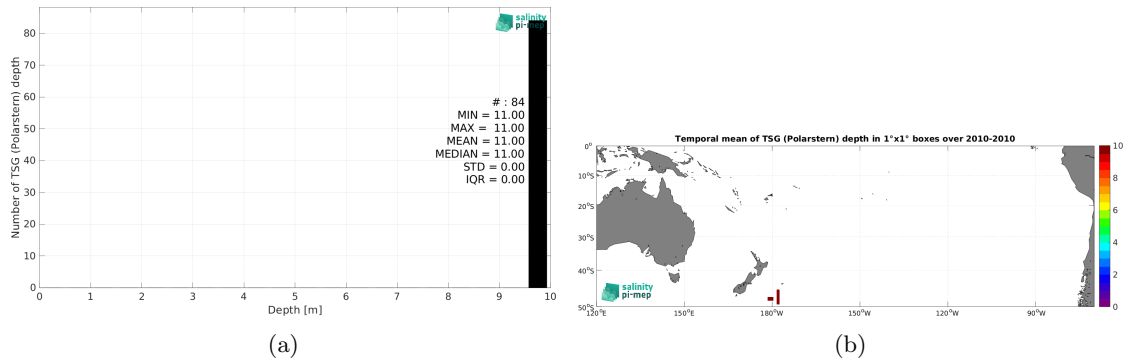 salinity
pi-mep
80
70
60
50
40
30
20
10
0
Number of TSG (Polarstern) depth
# : 84
MIN = 11.00
MAX = 11.00
MEAN = 11.00
MEDIAN = 11.00
STD = 0.00
IQR = 0.00
0 1 2 3 4 5 6 7 8 9 10
Depth [m]
(a)
Temporal mean of TSG (Polarstern) depth in 1°x1° boxes over 2010-2010
0°
10°S
20°S
30°S
40°S
50°S
120°E 150°E 180°W 150°W 120°W 90°W
10
8
6
4
2
0
salinity
pi-mep
(b)